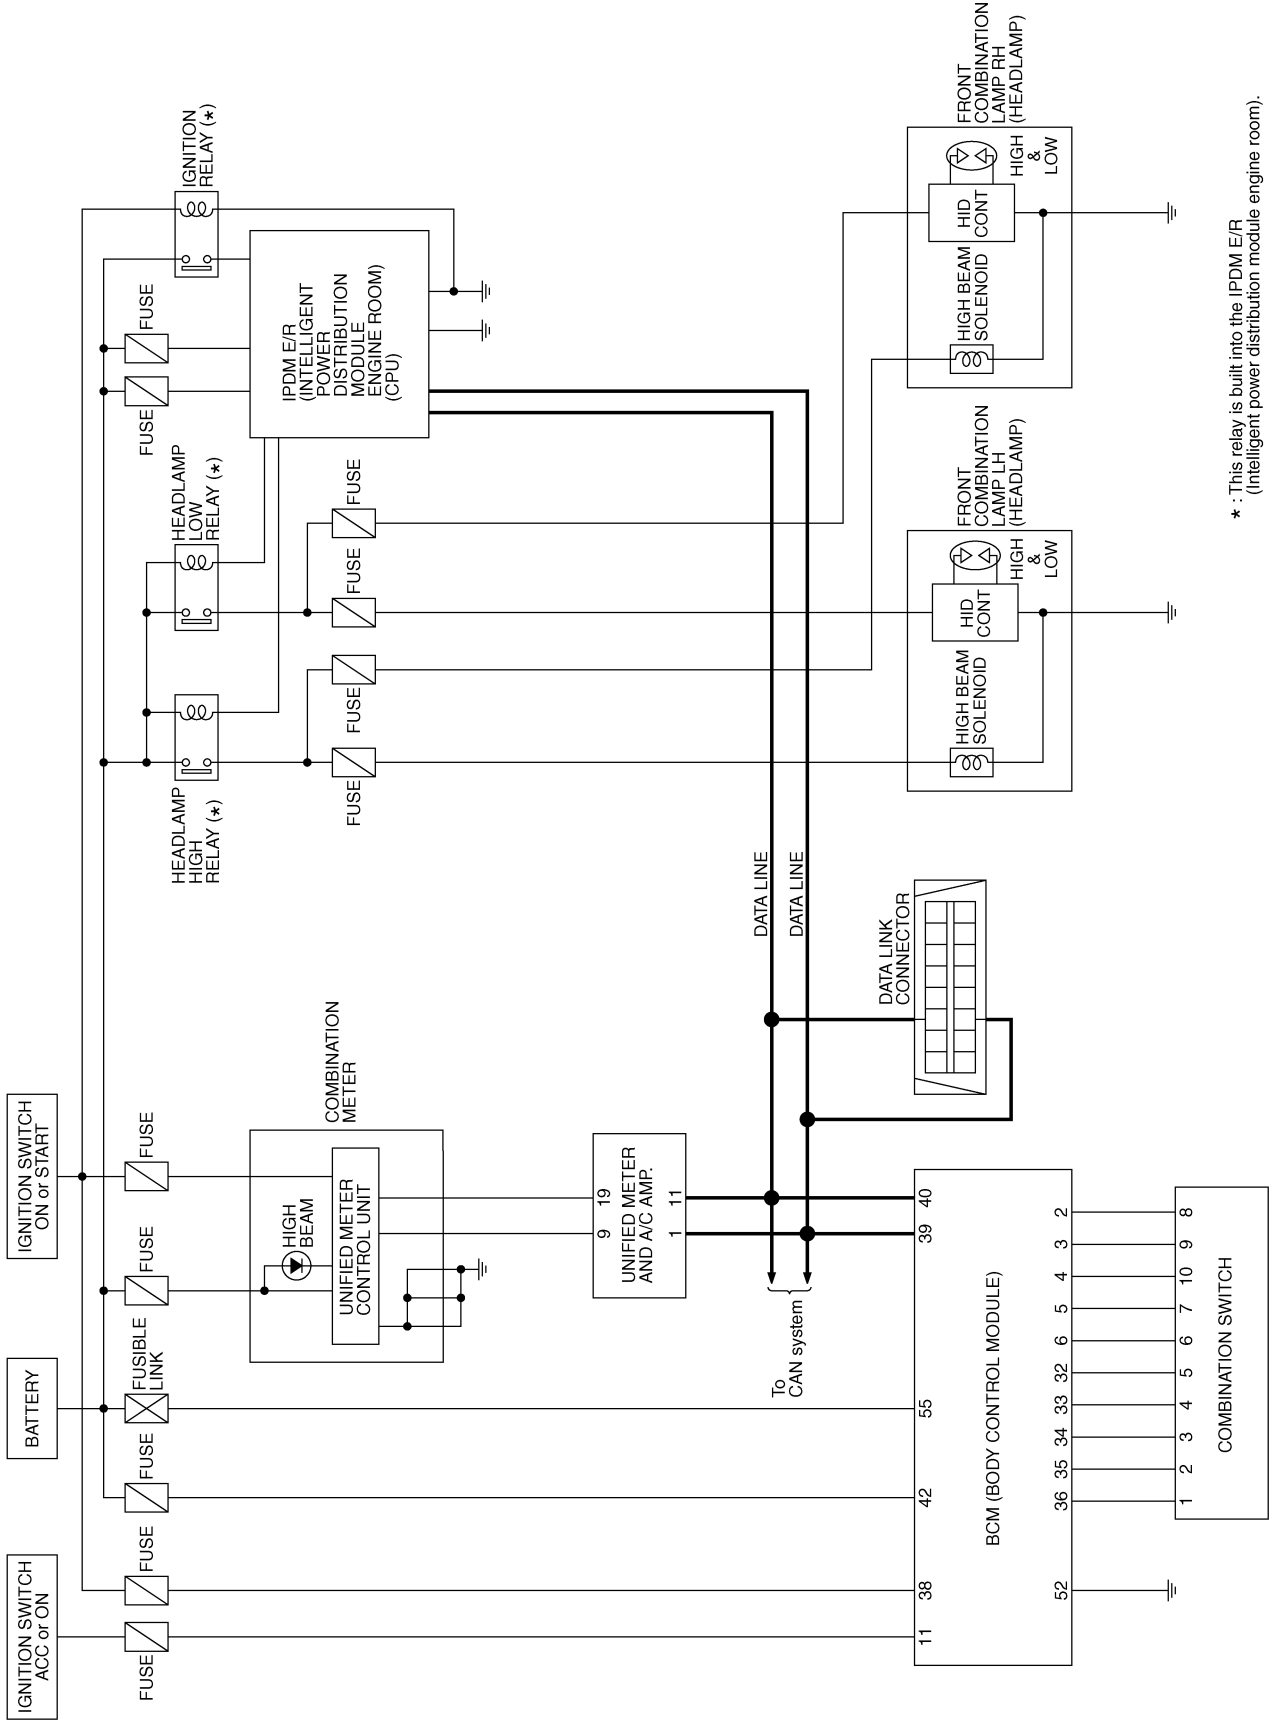 IGNITION SWITCH
ACC or ON
BATTERY
IGNITION SWITCH
ON or START
FUSE
FUSE
FUSE
FUSIBLE
LINK
FUSE
FUSE
HEADLAMP
HIGH
RELAY (*)
HEADLAMP
LOW
RELAY (*)
FUSE
FUSE
IGNITION
RELAY (*)
COMBINATION
METER
HIGH
BEAM
UNIFIED METER
CONTROL UNIT
FUSE
FUSE
FUSE
FUSE
IPDM E/R
(INTELLIGENT
POWER
DISTRIBUTION
MODULE
ENGINE ROOM)
(CPU)
9 19
UNIFIED METER
AND A/C AMP.
1 11
DATA LINE
DATA LINE
To
CAN system
DATA LINK
CONNECTOR
11 38 42 55 39 40
BCM (BODY CONTROL MODULE)
52 36 35 34 33 32 6 5 4 3 2
1 2 3 4 5 6 7 10 9 8
COMBINATION SWITCH
HIGH BEAM
SOLENOID
HID
CONT
HIGH
&
LOW
FRONT
COMBINATION
LAMP LH
(HEADLAMP)
HIGH BEAM
SOLENOID
HID
CONT
HIGH
&
LOW
FRONT
COMBINATION
LAMP RH
(HEADLAMP)
* : This relay is built into the IPDM E/R
(Intelligent power distribution module engine room).